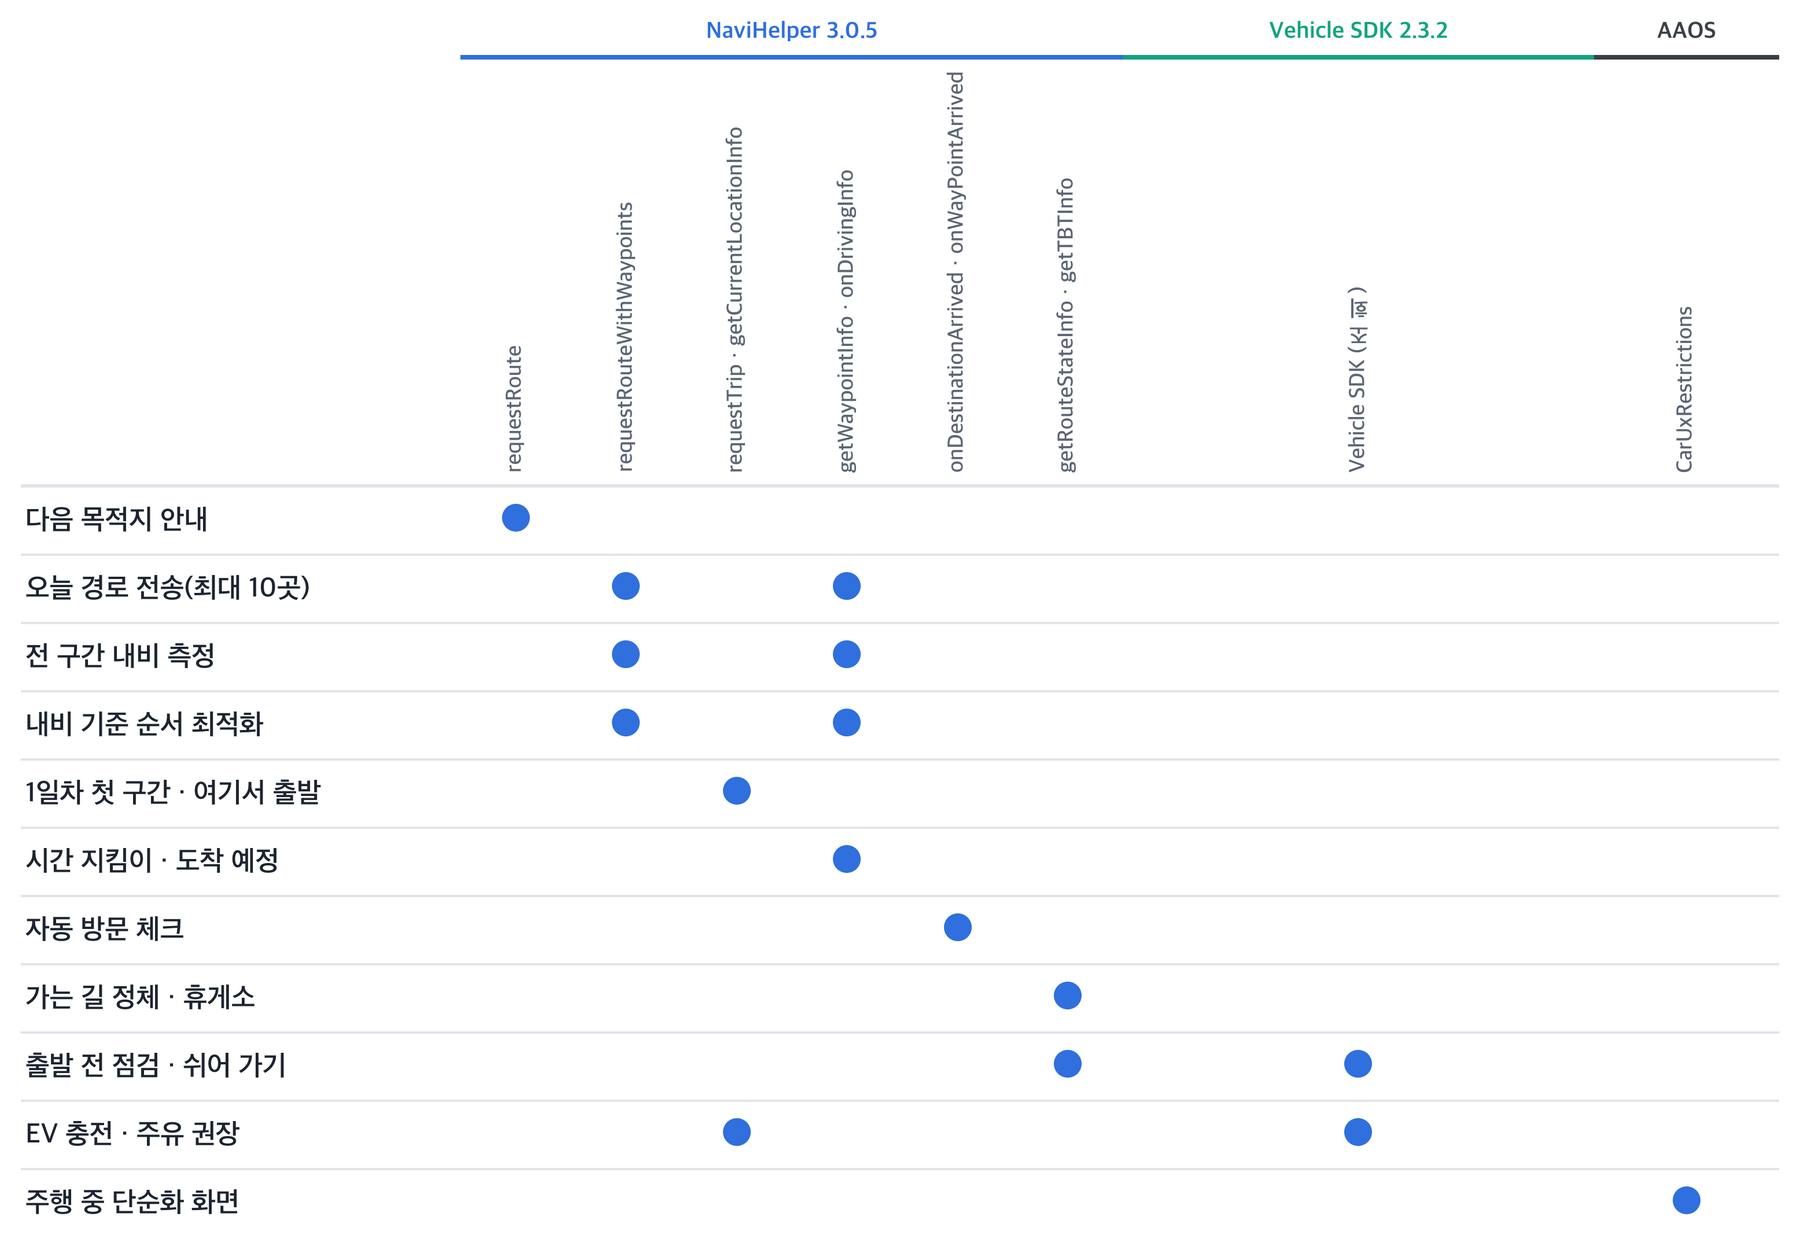 NaviHelper 3.0.5
Vehicle SDK 2.3.2
AAOS
requestRoute
requestRouteWithWaypoints
requestTrip · getCurrentLocationInfo
getWaypointInfo · onDrivingInfo
onDestinationArrived · onWayPointArrived
getRouteStateInfo · getTBTInfo
Vehicle SDK (조회)
CarUxRestrictions
다음 목적지 안내
오늘 경로 전송(최대 10곳)
전 구간 내비 측정
내비 기준 순서 최적화
1일차 첫 구간 · 여기서 출발
시간 지킴이 · 도착 예정
자동 방문 체크
가는 길 정체 · 휴게소
출발 전 점검 · 쉬어 가기
EV 충전 · 주유 권장
주행 중 단순화 화면